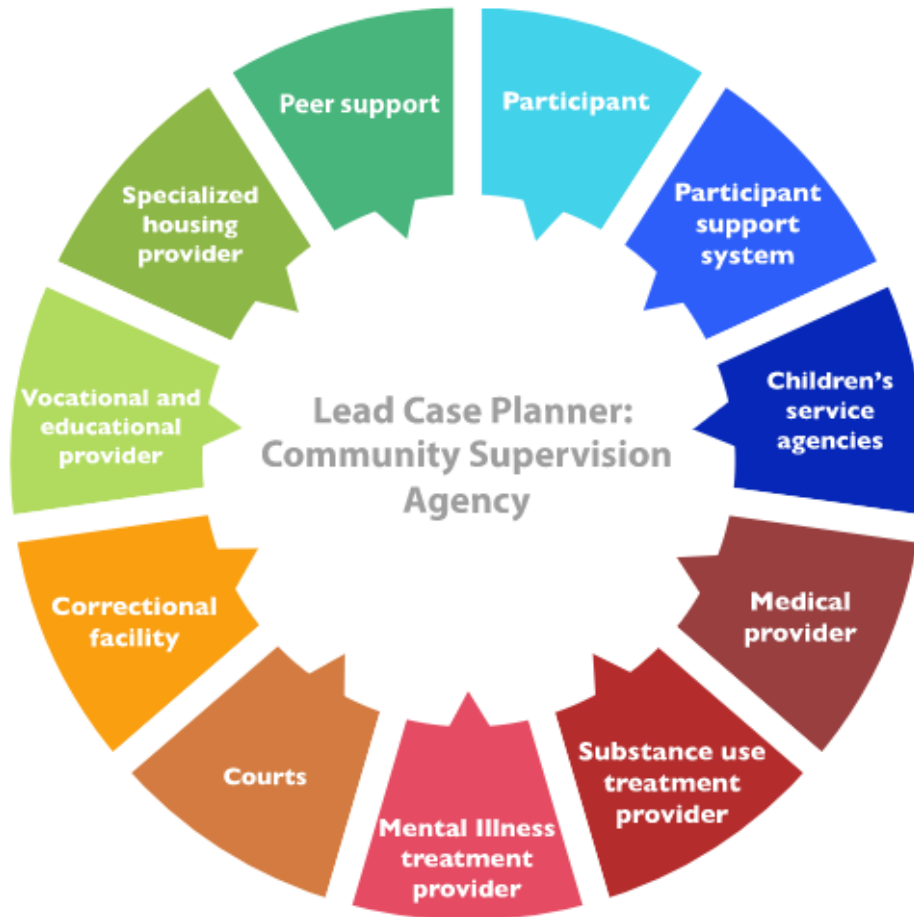 Peer support
Participant
Specialized
housing
provider
Participant
support
system
Vocational and
educational
provider
Lead Case Planner:
Community Supervision
Agency
Children's
service
agencies
Correctional
facility
Medical
provider
Courts
Mental Illness
treatment
provider
Substance use
treatment
provider